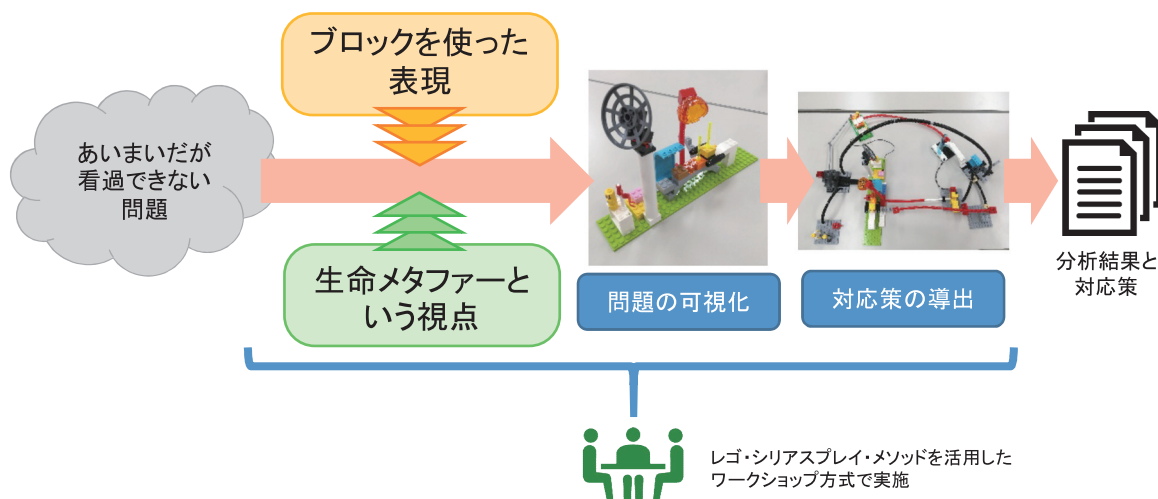 あいまいだが
看過できない
問題
ブロックを使った
表現
生命メタファーと
いう視点
問題の可視化
対応策の導出
分析結果と
対応策
レゴ・シリアスプレイ・メソッドを活用した
ワークショップ方式で実施